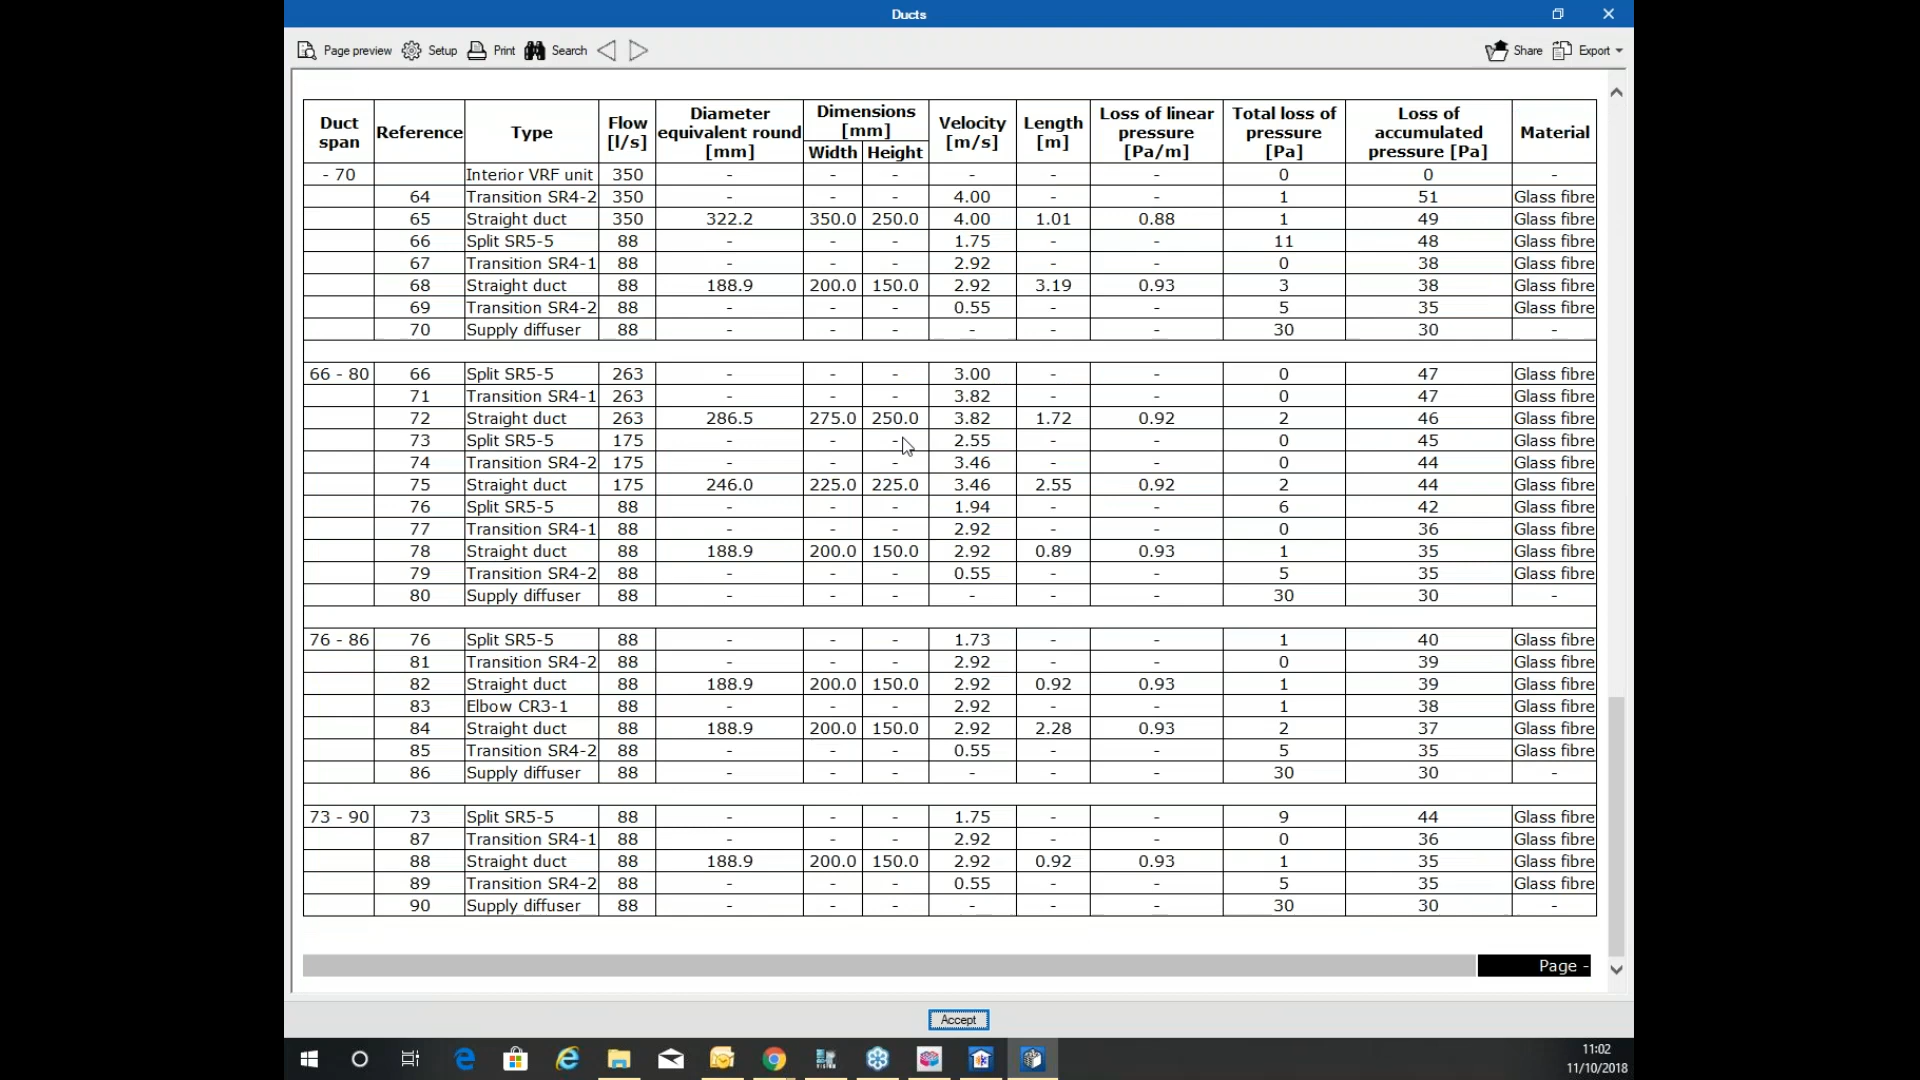 Ducts
Page preview Setup Print Search Share Export
Duct span Reference Type Flow [l/s] Diameter equivalent round [mm] Dimensions [mm] Width Height Velocity [m/s] Length [m] Loss of linear pressure [Pa/m] Total loss of pressure [Pa] Loss of accumulated pressure [Pa] Material
- 70 Interior VRF unit 350 - - - - - - 0 0 -
64 Transition SR4-2 350 - - - 4.00 - - 1 51 Glass fibre
65 Straight duct 350 322.2 350.0 250.0 4.00 1.01 0.88 1 49 Glass fibre
66 Split SR5-5 88 - - - 1.75 - - 11 48 Glass fibre
67 Transition SR4-1 88 - - - 2.92 - - 0 38 Glass fibre
68 Straight duct 88 188.9 200.0 150.0 2.92 3.19 0.93 3 38 Glass fibre
69 Transition SR4-2 88 - - - 0.55 - - 5 35 Glass fibre
70 Supply diffuser 88 - - - - - - 30 30 -
66 - 80 66 Split SR5-5 263 - - - 3.00 - - 0 47 Glass fibre
71 Transition SR4-1 263 - - - 3.82 - - 0 47 Glass fibre
72 Straight duct 263 286.5 275.0 250.0 3.82 1.72 0.92 2 46 Glass fibre
73 Split SR5-5 175 - - - 2.55 - - 0 45 Glass fibre
74 Transition SR4-2 175 - - - 3.46 - - 0 44 Glass fibre
75 Straight duct 175 246.0 225.0 225.0 3.46 2.55 0.92 2 44 Glass fibre
76 Split SR5-5 88 - - - 1.94 - - 6 42 Glass fibre
77 Transition SR4-1 88 - - - 2.92 - - 0 36 Glass fibre
78 Straight duct 88 188.9 200.0 150.0 2.92 0.89 0.93 1 35 Glass fibre
79 Transition SR4-2 88 - - - 0.55 - - 5 35 Glass fibre
80 Supply diffuser 88 - - - - - - 30 30 -
76 - 86 76 Split SR5-5 88 - - - 1.73 - - 1 40 Glass fibre
81 Transition SR4-2 88 - - - 2.92 - - 0 39 Glass fibre
82 Straight duct 88 188.9 200.0 150.0 2.92 0.92 0.93 1 39 Glass fibre
83 Elbow CR3-1 88 - - - 2.92 - - 1 38 Glass fibre
84 Straight duct 88 188.9 200.0 150.0 2.92 2.28 0.93 2 37 Glass fibre
85 Transition SR4-2 88 - - - 0.55 - - 5 35 Glass fibre
86 Supply diffuser 88 - - - - - - 30 30 -
73 - 90 73 Split SR5-5 88 - - - 1.75 - - 9 44 Glass fibre
87 Transition SR4-1 88 - - - 2.92 - - 0 36 Glass fibre
88 Straight duct 88 188.9 200.0 150.0 2.92 0.92 0.93 1 35 Glass fibre
89 Transition SR4-2 88 - - - 0.55 - - 5 35 Glass fibre
90 Supply diffuser 88 - - - - - - 30 30 -
Page -
Accept
11:02
11/10/2018